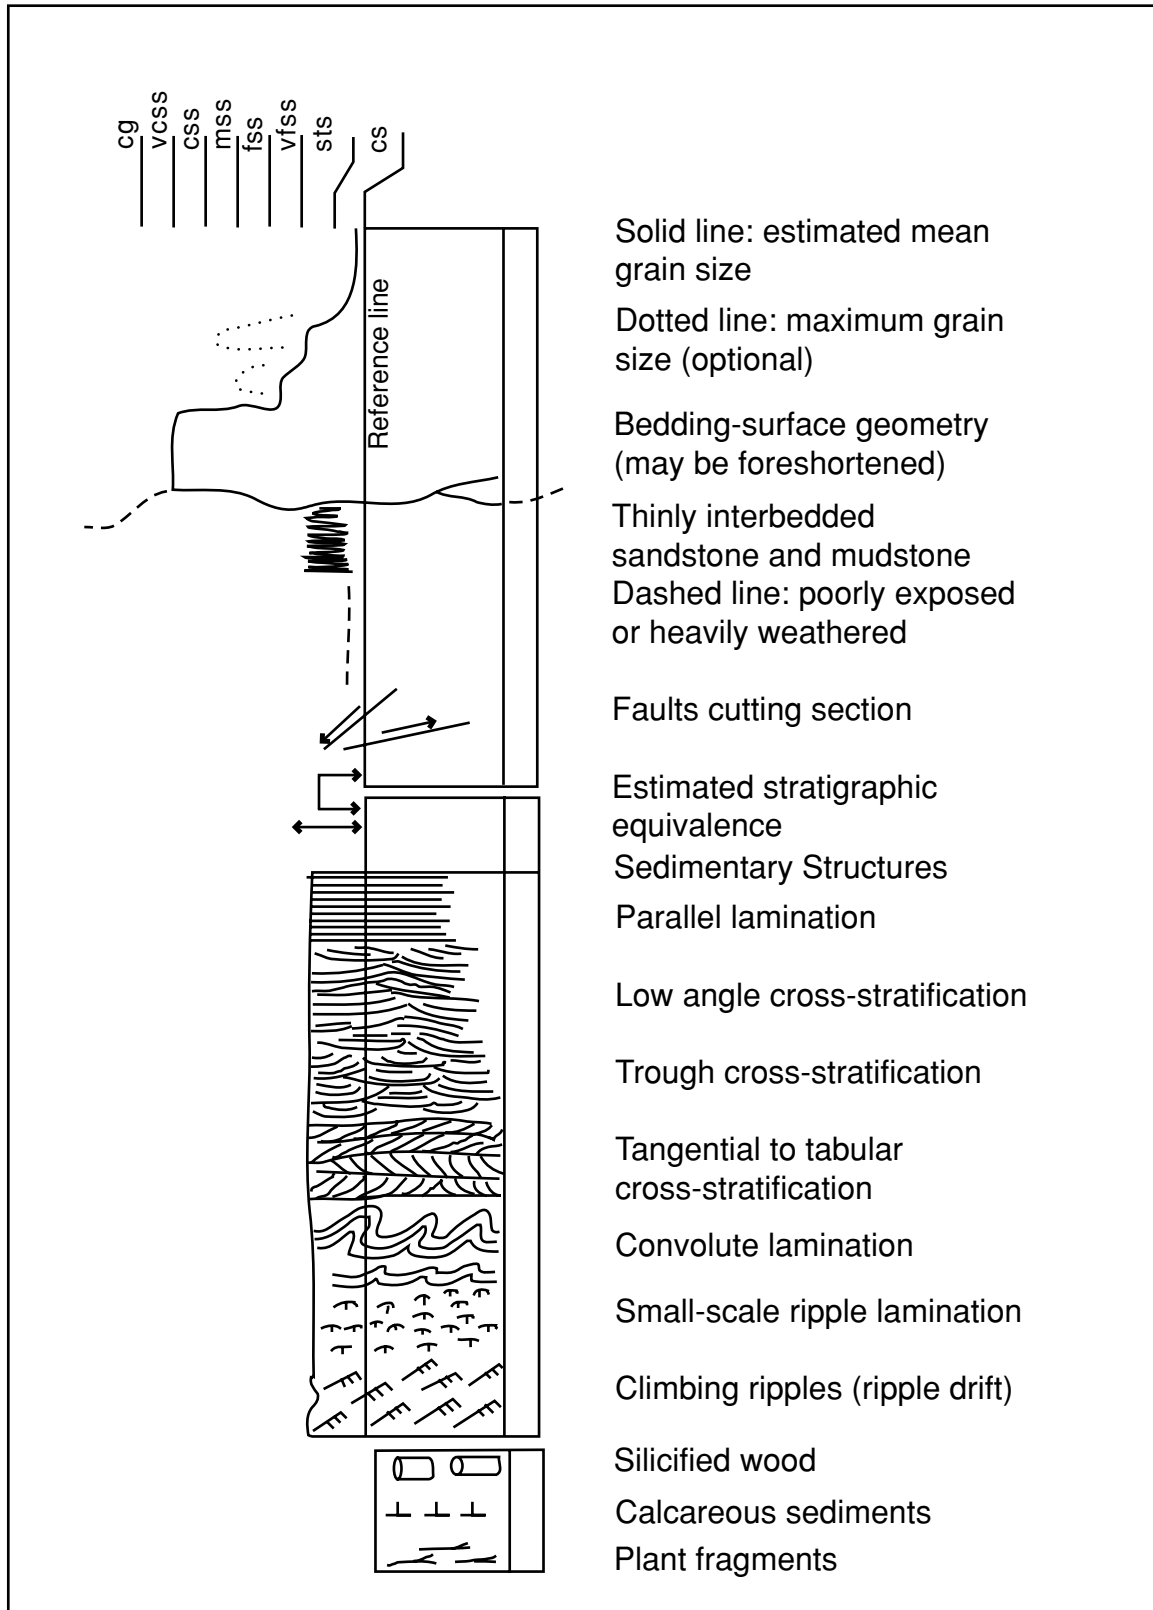 cg
vcss
css
mss
fss
vfss
sts
cs
Reference line
Solid line: estimated mean
grain size
Dotted line: maximum grain
size (optional)
Bedding-surface geometry
(may be foreshortened)
Thinly interbedded
sandstone and mudstone
Dashed line: poorly exposed
or heavily weathered
Faults cutting section
Estimated stratigraphic
equivalence
Sedimentary Structures
Parallel lamination
Low angle cross-stratification
Trough cross-stratification
Tangential to tabular
cross-stratification
Convolute lamination
Small-scale ripple lamination
Climbing ripples (ripple drift)
Silicified wood
Calcareous sediments
Plant fragments